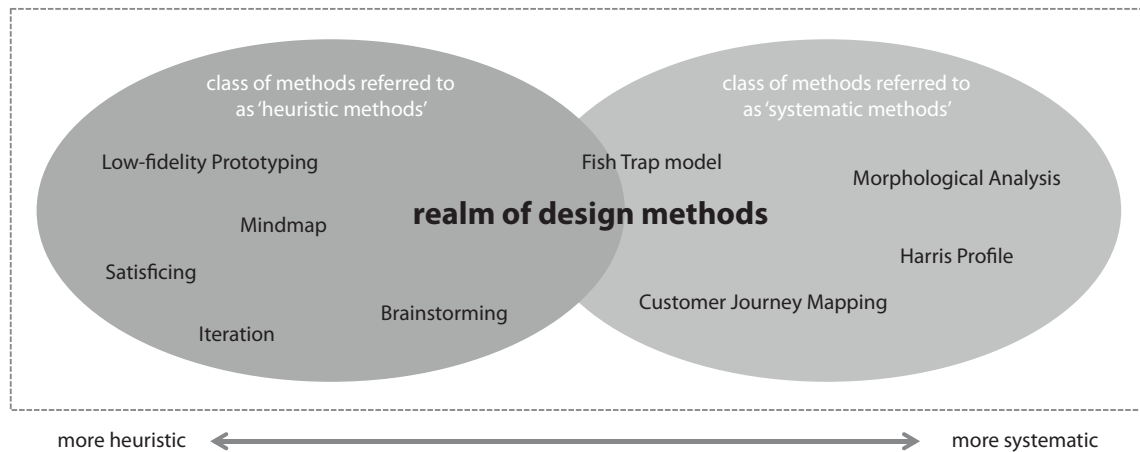 class of methods referred to
as ‘heuristic methods’
class of methods referred to
as ‘systematic methods’
Low-fidelity Prototyping
Fish Trap model
Morphological Analysis
Mindmap
realm of design methods
Satisficing
Harris Profile
Brainstorming
Customer Journey Mapping
Iteration
more heuristic
more systematic